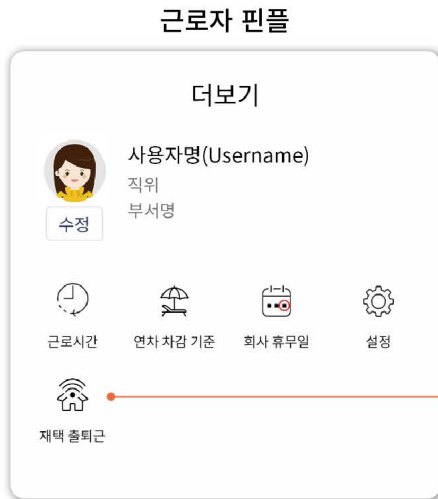 근로자 핀플
더보기
사용자명(Username)
직위
부서명
수정
근로시간 연차 차감 기준 회사 휴무일 설정
재택 출퇴근